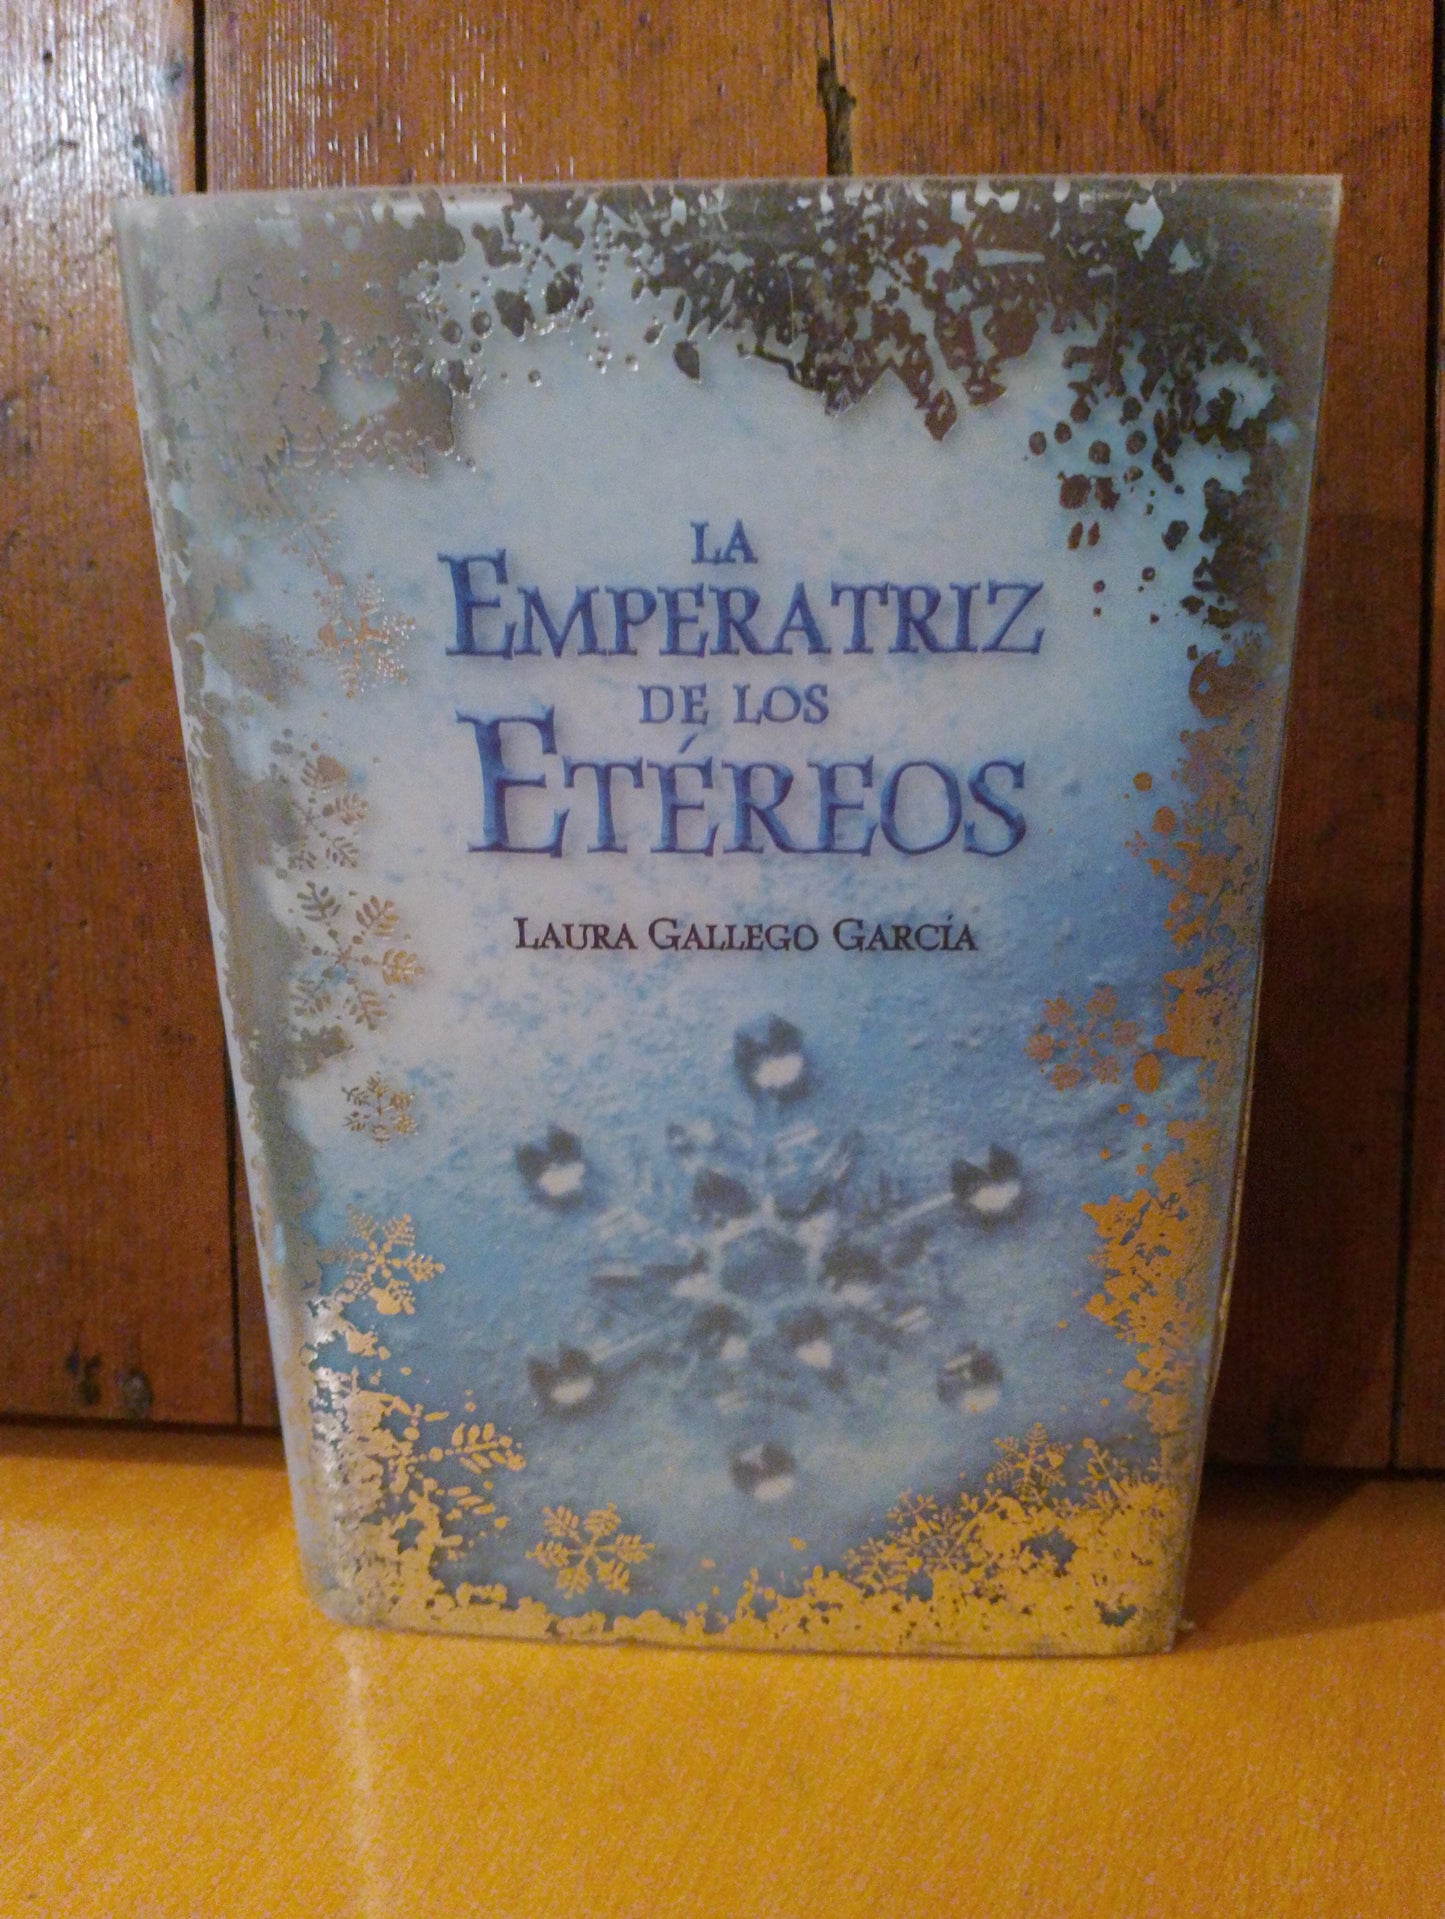 LA
EMPERATRIZ
DE LOS
ETÉREOS
LAURA GALLEGO GARCÍA